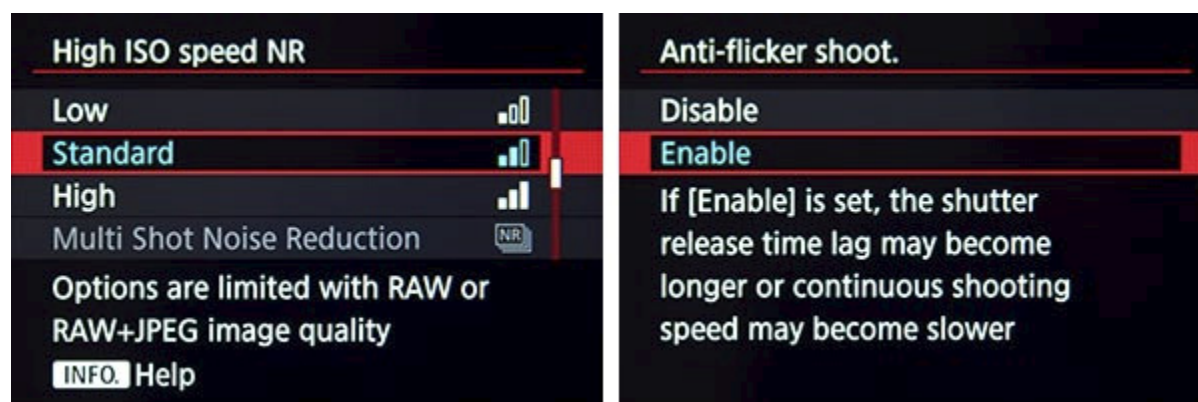 High ISO speed NR
Low
Standard
High
Multi Shot Noise Reduction NR
Options are limited with RAW or
RAW+JPEG image quality
INFO. Help
Anti-flicker shoot.
Disable
Enable
If [Enable] is set, the shutter
release time lag may become
longer or continuous shooting
speed may become slower